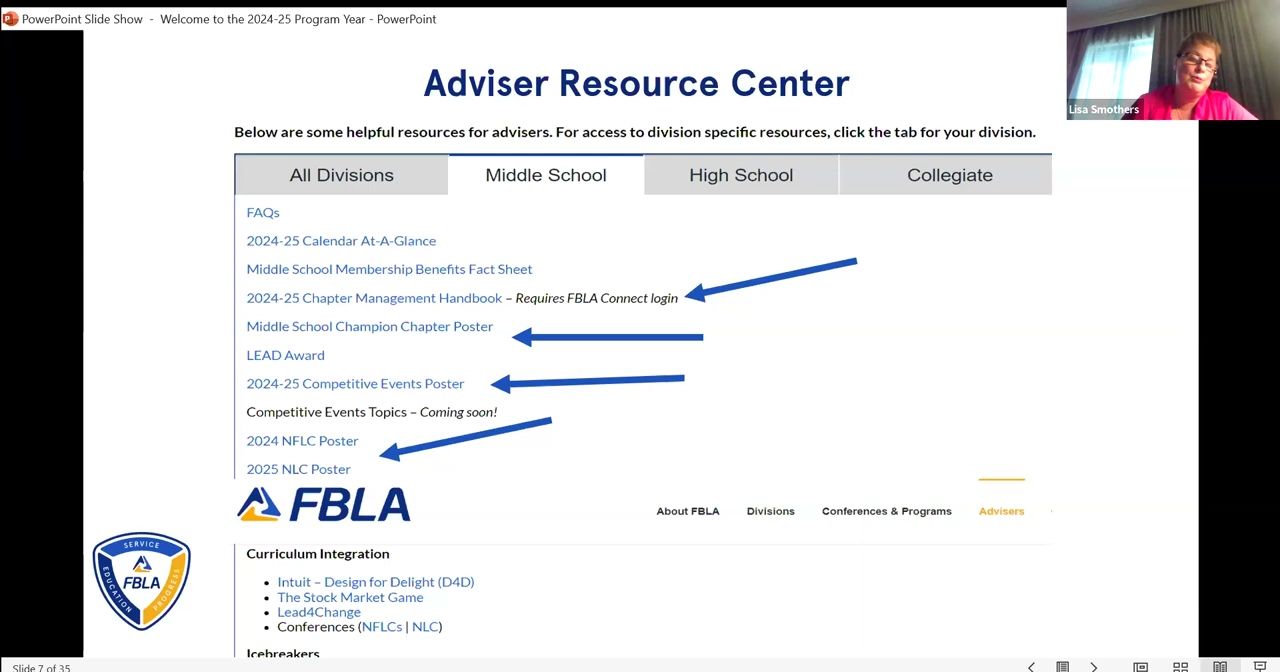 PowerPoint Slide Show - Welcome to the 2024-25 Program Year - PowerPoint
Lisa Smothers
Adviser Resource Center
Below are some helpful resources for advisers. For access to division specific resources, click the tab for your division.
All Divisions Middle School High School Collegiate
FAQs
2024-25 Calendar At-A-Glance
Middle School Membership Benefits Fact Sheet
2024-25 Chapter Management Handbook – Requires FBLA Connect login
Middle School Champion Chapter Poster
LEAD Award
2024-25 Competitive Events Poster
Competitive Events Topics – Coming soon!
2024 NFLC Poster
2025 NLC Poster
FBLA
About FBLA Divisions Conferences & Programs Advisers
SERVICE
FBLA
EDUCATION
PROGRESS
Curriculum Integration
• Intuit – Design for Delight (D4D)
• The Stock Market Game
• Lead4Change
• Conferences (NFLCs | NLC)
Icebreakers
Slide 7 of 35